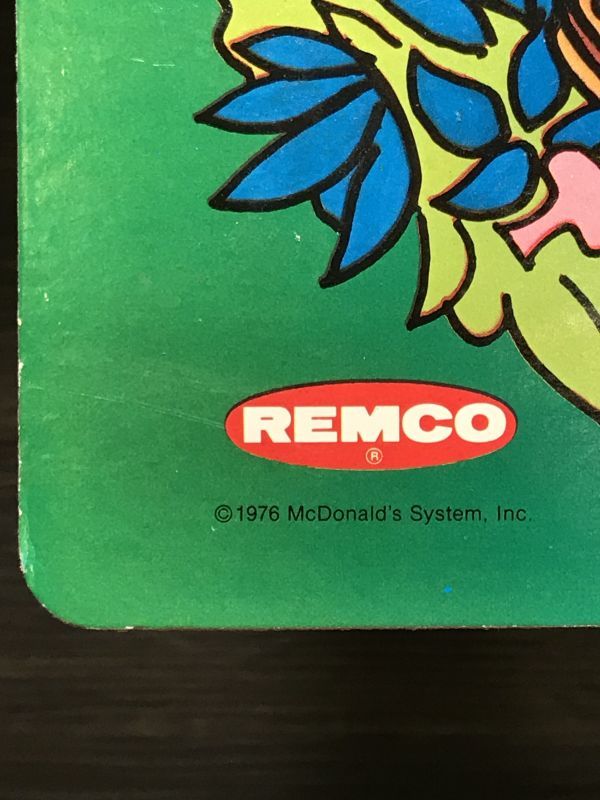 REMCO
®
©1976 McDonald's System, Inc.